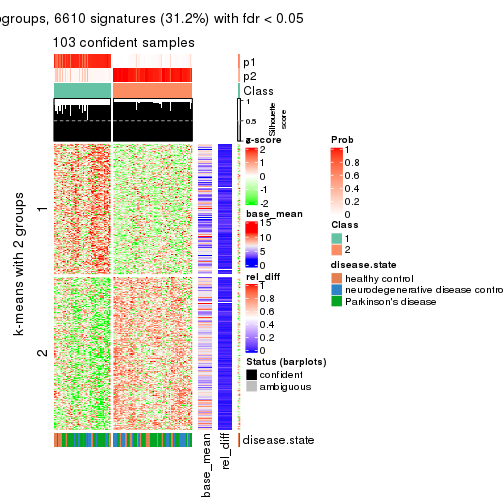 ogroups, 6610 signatures (31.2%) with fdr < 0.05
103 confident samples
p1
p2
Class
1
0.5
0
Silhouette
score
k-means with 2 groups
1
2
base_mean
rel_diff
disease.state
z-score
2
1
0
-1
-2
base_mean
15
10
5
0
rel_diff
1
0.8
0.6
0.4
0.2
0
Status (barplots)
confident
ambiguous
Prob
1
0.8
0.6
0.4
0.2
0
Class
1
2
disease.state
healthy control
neurodegenerative disease contro
Parkinson's disease